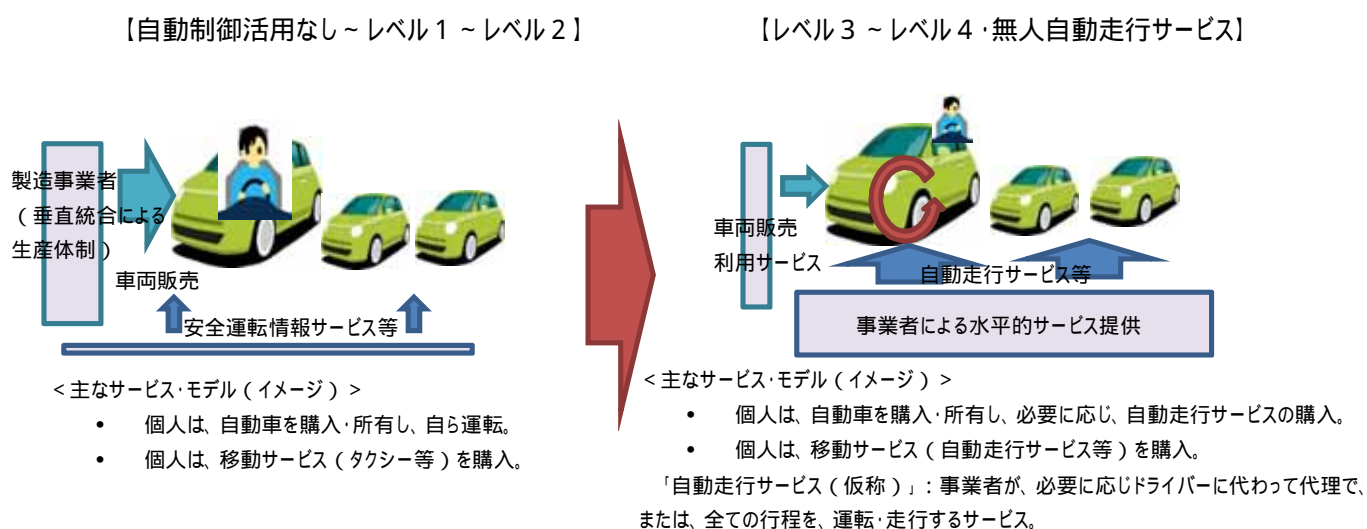 【自動制御活用なし～レベル１～レベル２】
製造事業者
（垂直統合による
生産体制）
車両販売
安全運転情報サービス等
＜主なサービス・モデル（イメージ）＞
• 個人は、自動車を購入・所有し、自ら運転。
• 個人は、移動サービス（タクシー等）を購入。
【レベル３～レベル４・無人自動走行サービス】
車両販売
利用サービス
自動走行サービス等
事業者による水平的サービス提供
＜主なサービス・モデル（イメージ）＞
• 個人は、自動車を購入・所有し、必要に応じ、自動走行サービスの購入。
• 個人は、移動サービス（自動走行サービス等）を購入。
「自動走行サービス（仮称）」：事業者が、必要に応じドライバーに代わって代理で、
または、全ての行程を、運転・走行するサービス。